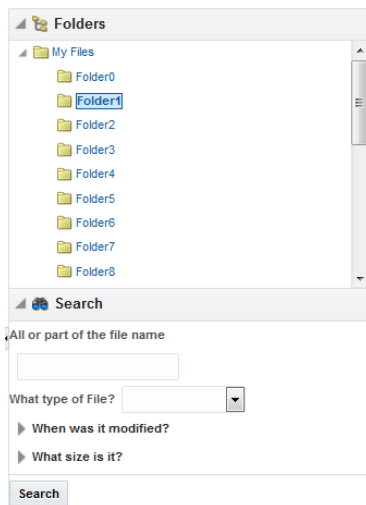 Folders
My Files
Folder0
Folder1
Folder2
Folder3
Folder4
Folder5
Folder6
Folder7
Folder8
Search
All or part of the file name
What type of File?
When was it modified?
What size is it?
Search